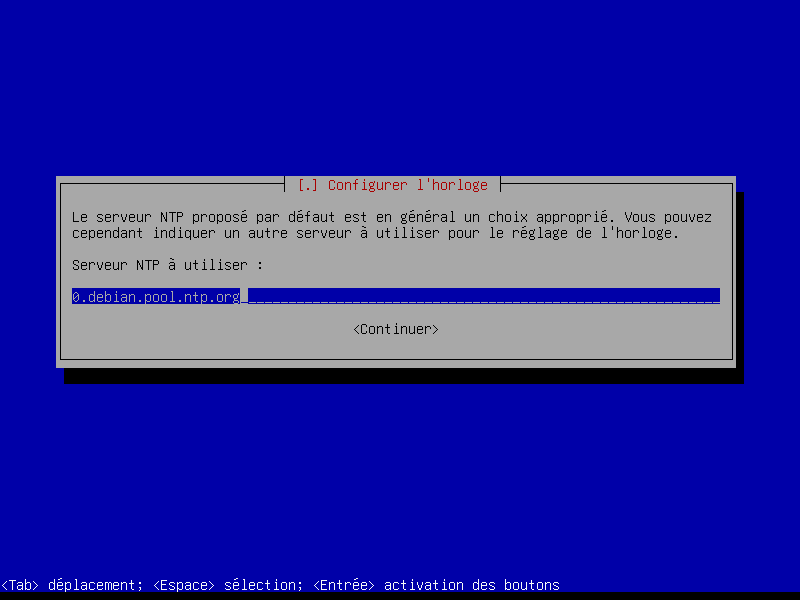 [.] Configurer l'horloge
Le serveur NTP proposé par défaut est en général un choix approprié. Vous pouvez
cependant indiquer un autre serveur à utiliser pour le réglage de l'horloge.
Serveur NTP à utiliser :
0.debian.pool.ntp.org
<Continuer>
<Tab> déplacement; <Espace> sélection; <Entrée> activation des boutons